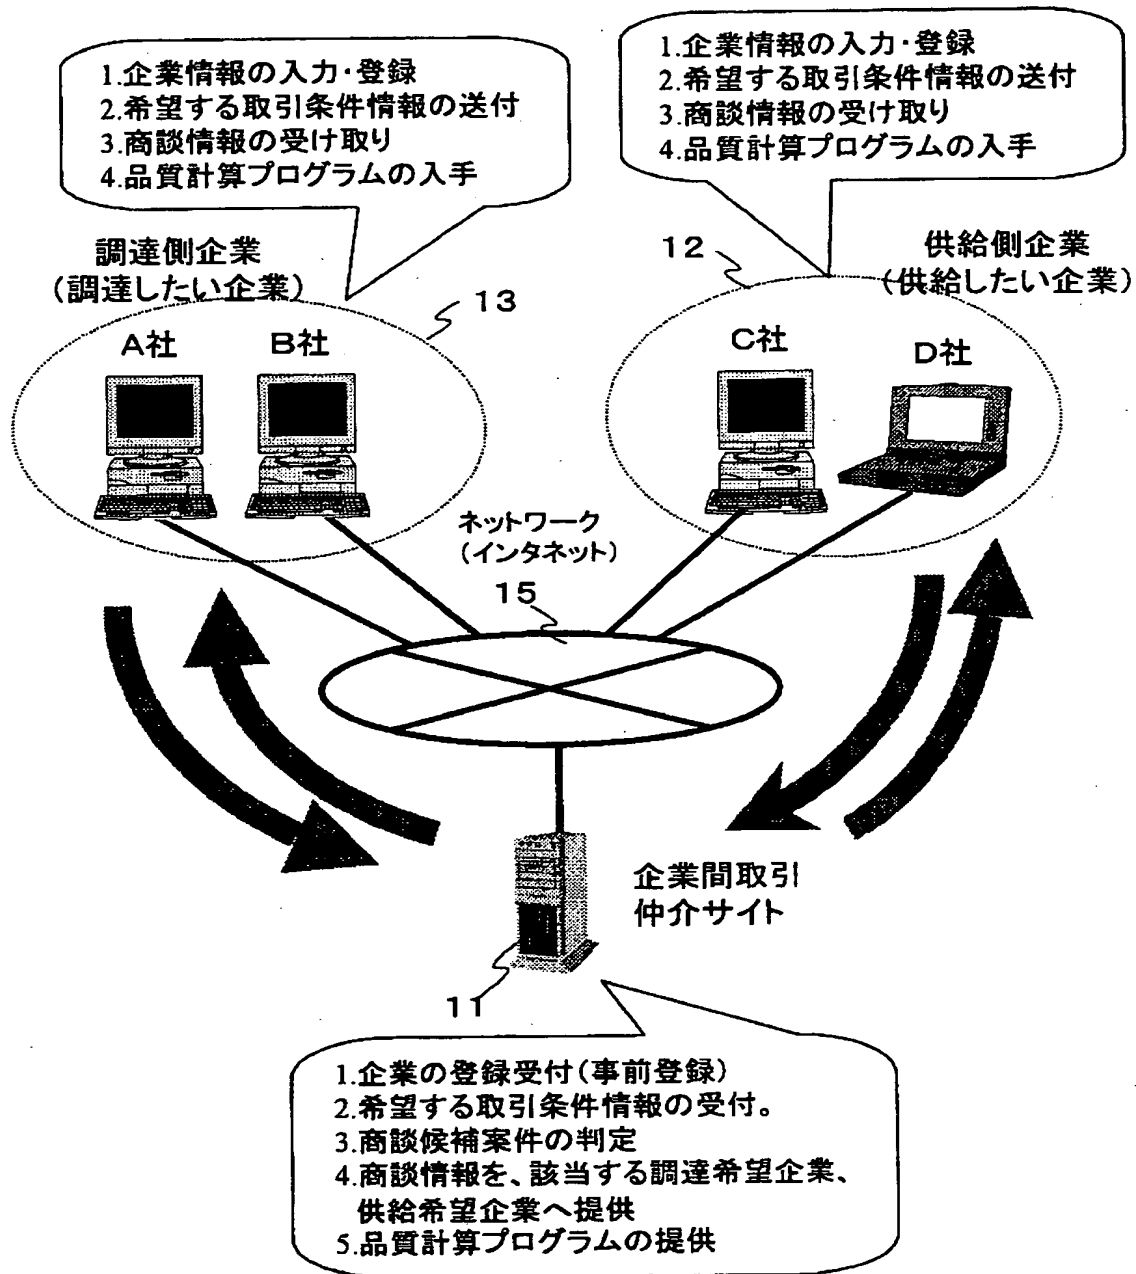 1.企業情報の入力・登録
2.希望する取引条件情報の送付
3.商談情報の受け取り
4.品質計算プログラムの入手
1.企業情報の入力・登録
2.希望する取引条件情報の送付
3.商談情報の受け取り
4.品質計算プログラムの入手
調達側企業
(調達したい企業)
13
A社
B社
12
供給側企業
(供給したい企業)
C社
D社
ネットワーク
(インタネット)
15
企業間取引
仲介サイト
11
1.企業の登録受付(事前登録)
2.希望する取引条件情報の受付。
3.商談候補案件の判定
4.商談情報を、該当する調達希望企業、
供給希望企業へ提供
5.品質計算プログラムの提供